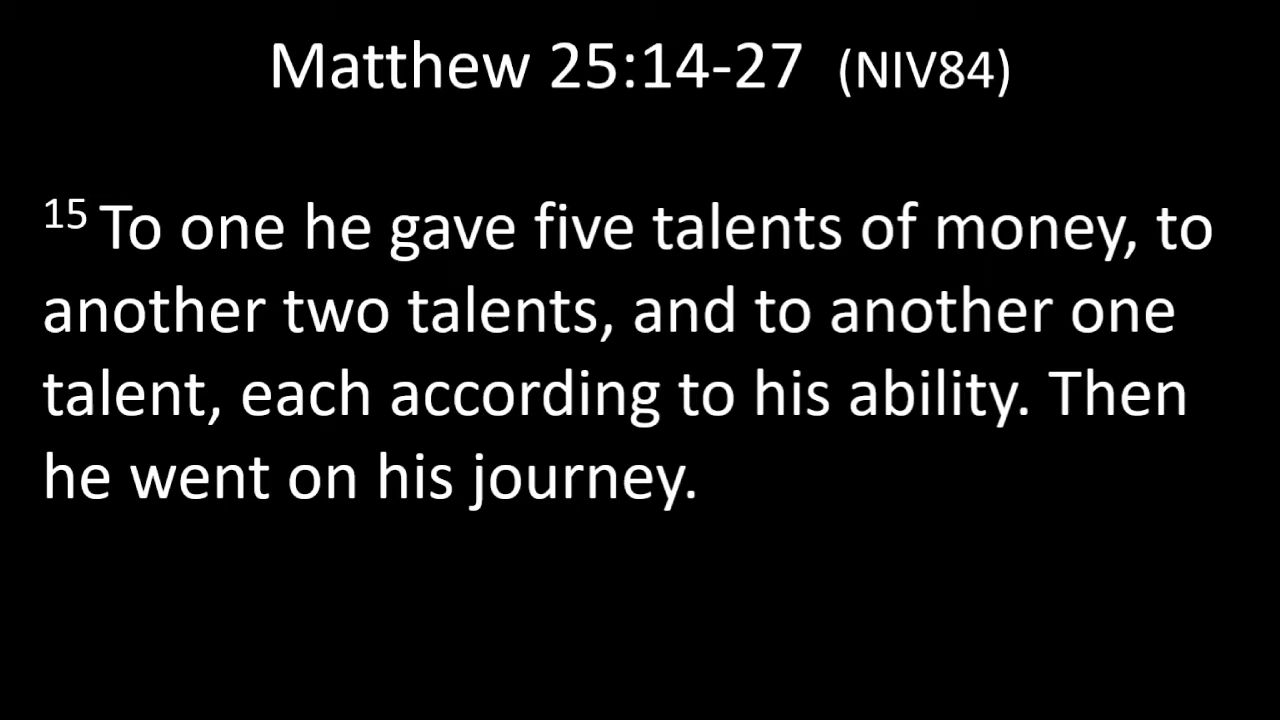 Matthew 25:14-27 (NIV84)
15 To one he gave five talents of money, to
another two talents, and to another one
talent, each according to his ability. Then
he went on his journey.